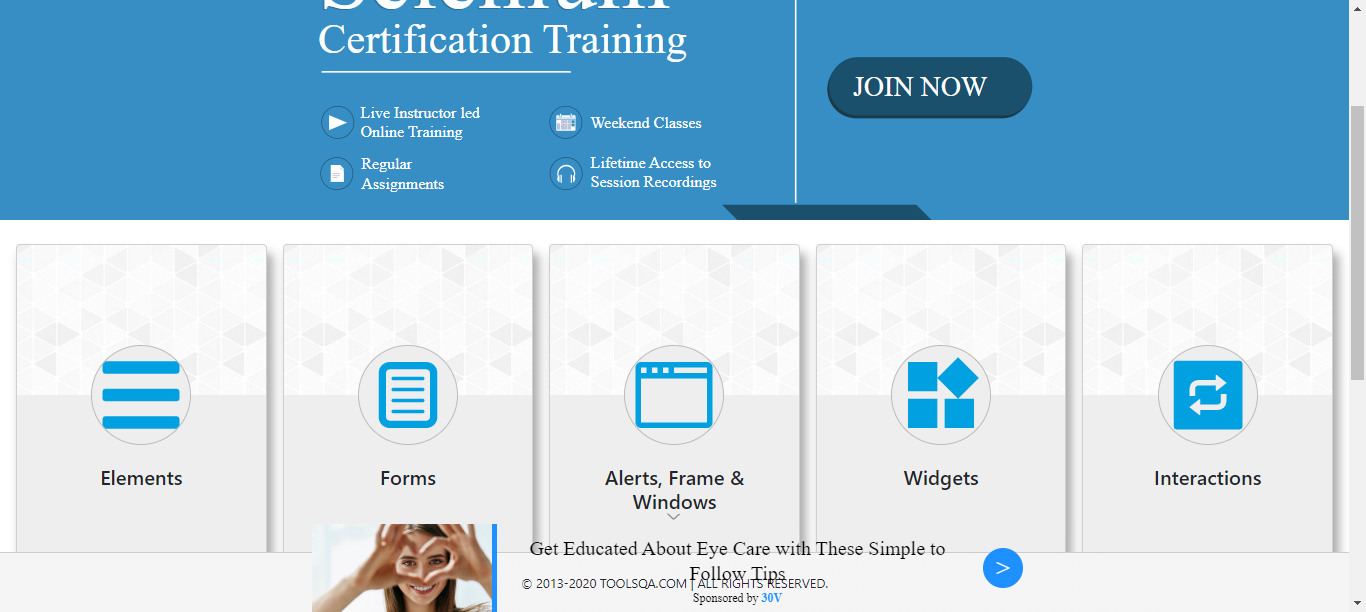 Selenium
Certification Training
JOIN NOW
Live Instructor led
Online Training
Weekend Classes
Regular
Assignments
Lifetime Access to
Session Recordings
Elements
Forms
Alerts, Frame &
Windows
Widgets
Interactions
Get Educated About Eye Care with These Simple to
Follow Tips
>
© 2013-2020 TOOLSQA.COM | ALL RIGHTS RESERVED.
Sponsored by 30V